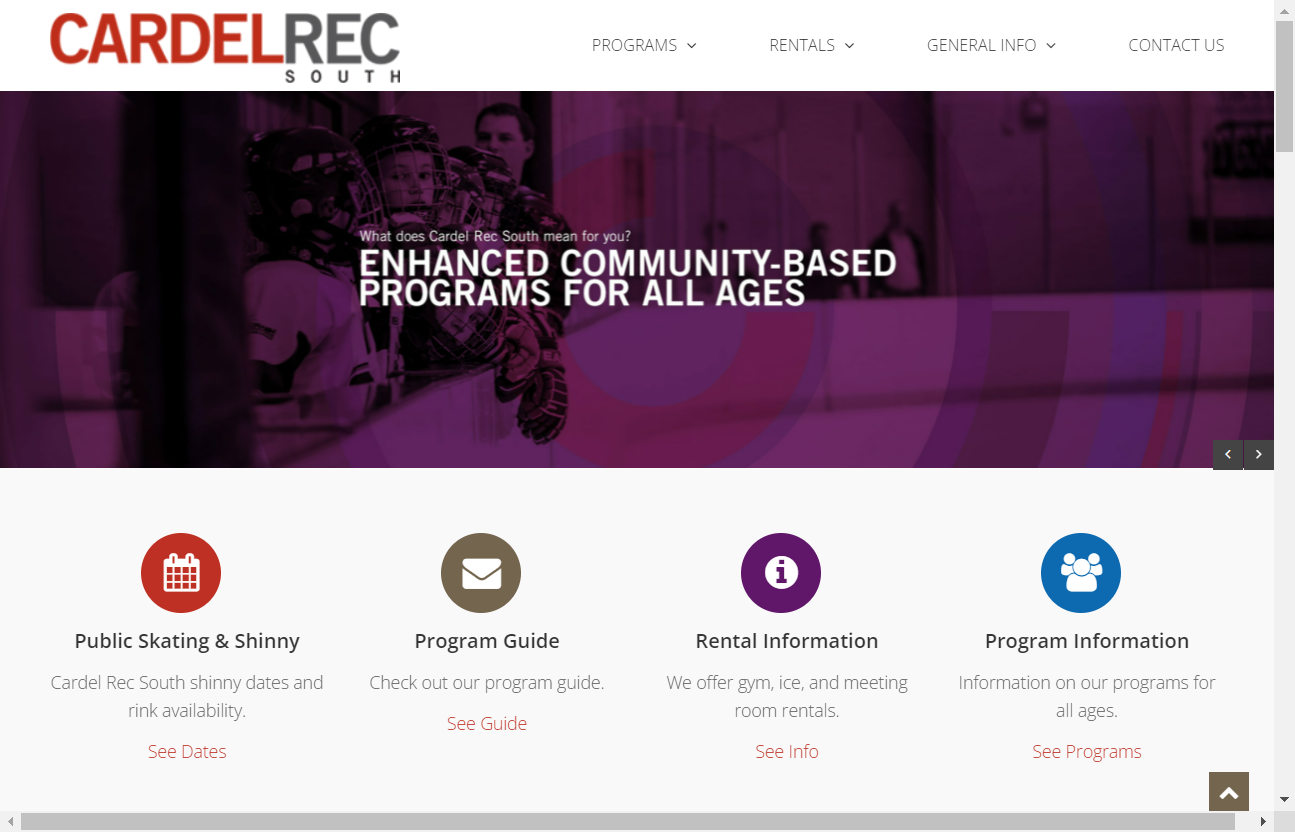 CARDELREC
SOUTH
PROGRAMS
RENTALS
GENERAL INFO
CONTACT US
What does Cardel Rec South mean for you?
ENHANCED COMMUNITY-BASED
PROGRAMS FOR ALL AGES
Public Skating & Shinny
Cardel Rec South shinny dates and
rink availability.
See Dates
Program Guide
Check out our program guide.
See Guide
Rental Information
We offer gym, ice, and meeting
room rentals.
See Info
Program Information
Information on our programs for
all ages.
See Programs